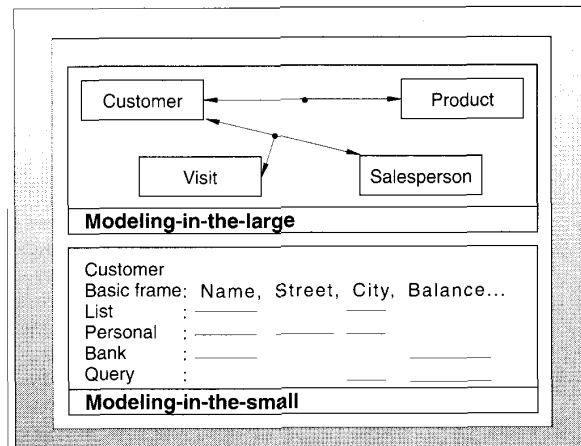 Customer Product
Visit Salesperson
Modeling-in-the-large
Customer
Basic frame: Name, Street, City, Balance...
List :
Personal :
Bank :
Query :
Modeling-in-the-small